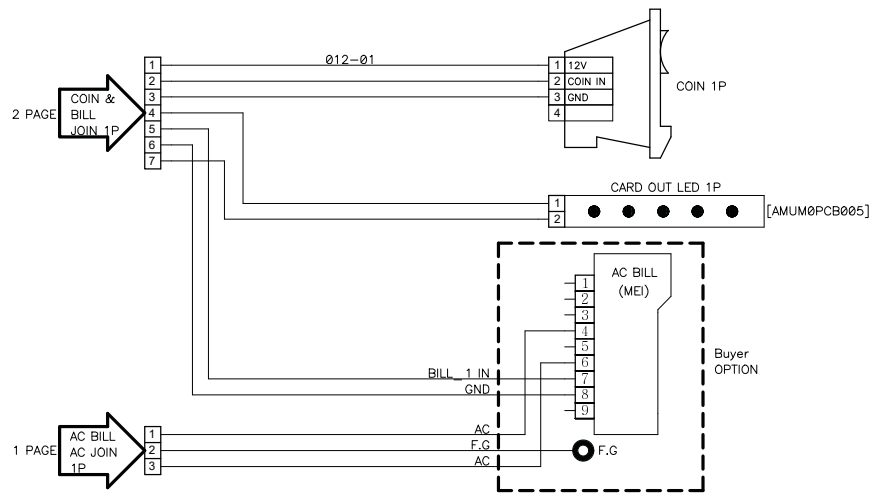 2 PAGE
COIN &
BILL
JOIN 1P
1
2
3
4
5
6
7
012-01
1 12V
2 COIN IN
3 GND
4
COIN 1P
CARD OUT LED 1P
1
2
[AMUM0PCB005]
AC BILL
(MEI)
1
2
3
4
5
6
7
8
9
Buyer
OPTION
BILL_1 IN
GND
1 PAGE
AC BILL
AC JOIN
1P
1
2
3
AC
F.G
AC
F.G